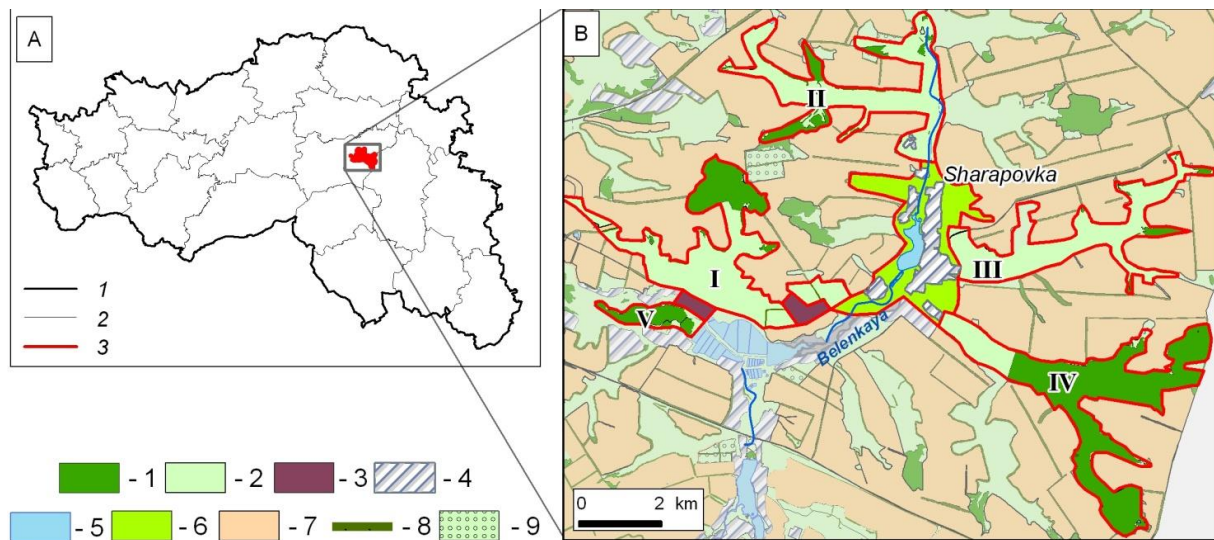 A
B
II
Sharapovka
I
III
V
Belenkaya
IV
1
2
3
0 2 km
- 1 - 2 - 3 - 4
- 5 - 6 - 7 - 8 - 9